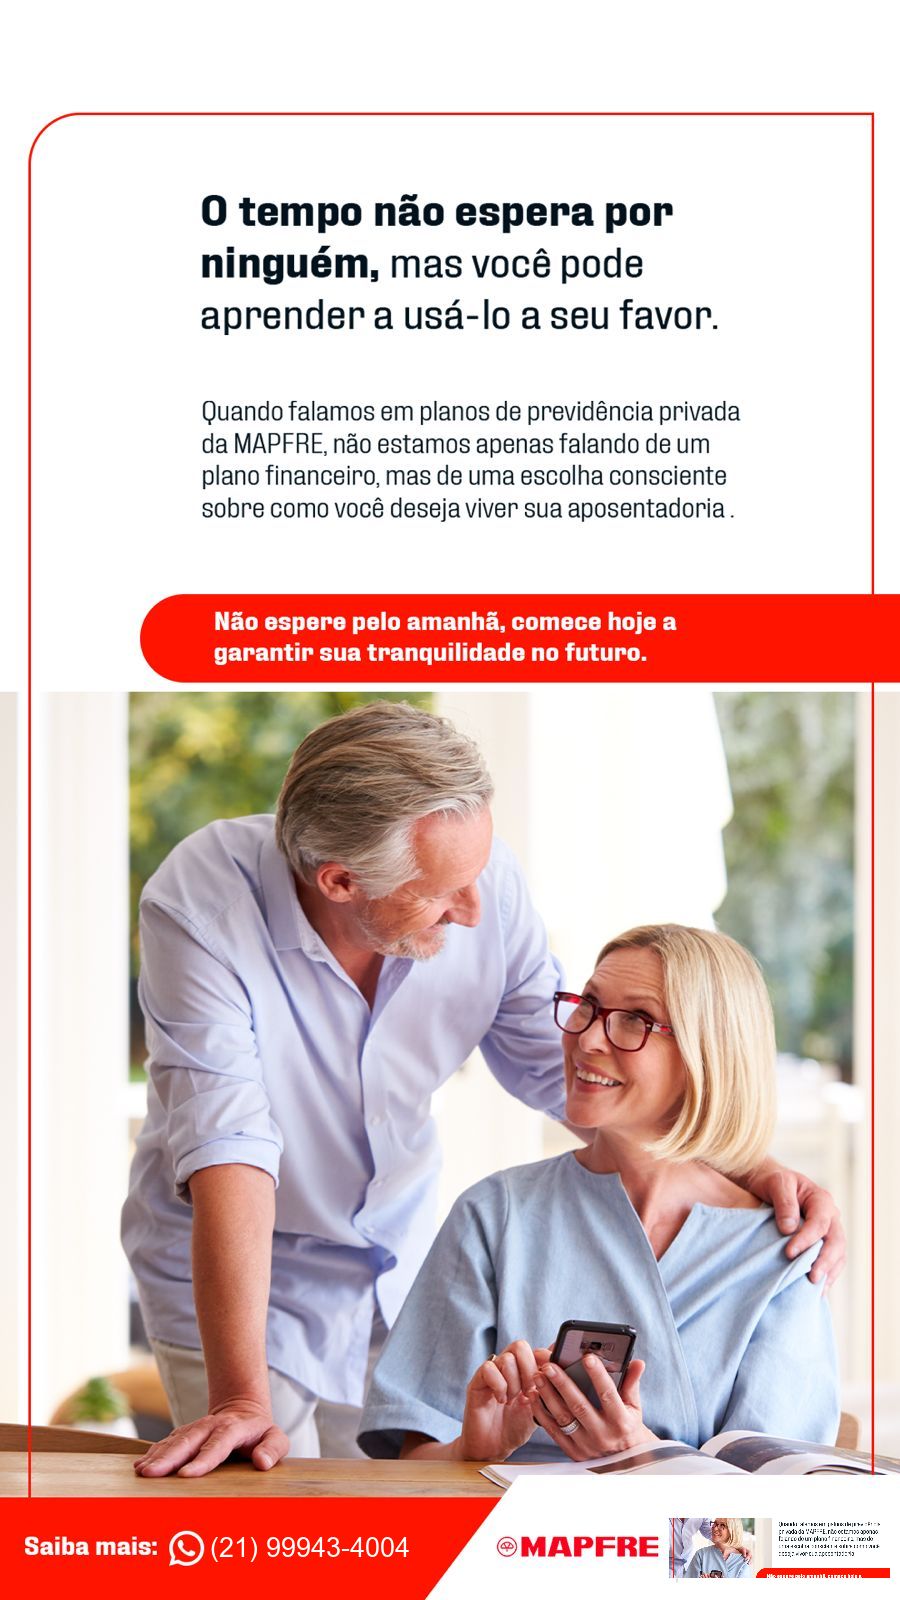 O tempo não espera por
ninguém, mas você pode
aprender a usá-lo a seu favor.
Quando falamos em planos de previdência privada
da MAPFRE, não estamos apenas falando de um
plano financeiro, mas de uma escolha consciente
sobre como você deseja viver sua aposentadoria .
Não espere pelo amanhã, comece hoje a
garantir sua tranquilidade no futuro.
Saiba mais: (21) 99943-4004
MAPFRE